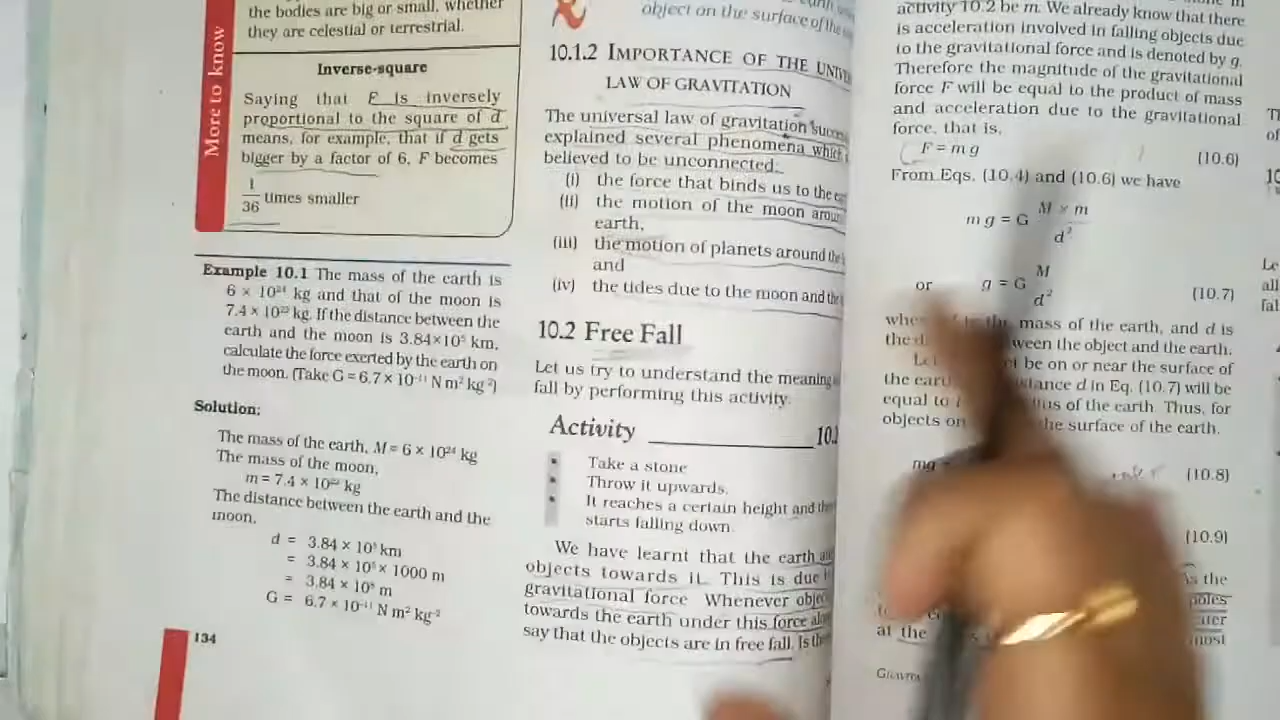 More to know
the bodies are big or small, whether
they are celestial or terrestrial.
Inverse-square
Saying that F is inversely
proportional to the square of d
means, for example, that if d gets
bigger by a factor of 6, F becomes
1/36 times smaller
Example 10.1 The mass of the earth is
6 × 10²⁴ kg and that of the moon is
7.4 × 10²² kg. If the distance between the
earth and the moon is 3.84×10⁵ km,
calculate the force exerted by the earth on
the moon. (Take G = 6.7 × 10⁻¹¹ N m² kg⁻²)
Solution:
The mass of the earth, M = 6 × 10²⁴ kg
The mass of the moon,
m = 7.4 × 10²² kg
The distance between the earth and the
moon,
d = 3.84 × 10⁵ km
= 3.84 × 10⁵ × 1000 m
= 3.84 × 10⁸ m
G = 6.7 × 10⁻¹¹ N m² kg⁻²
134
object on the surface of the
10.1.2 IMPORTANCE OF THE
LAW OF GRAVITATION
The universal law of gravitation
explained several phenomena which
believed to be unconnected:
(i) the force that binds us to the
(ii) the motion of the moon
earth,
(iii) the motion of planets around the
and
(iv) the tides due to the moon and the
10.2 Free Fall
Let us try to understand the meaning
fall by performing this activity.
Activity
Take a stone
Throw it upwards.
It reaches a certain height and
starts falling down.
We have learnt that the earth
objects towards it. This is due
gravitational force. Whenever
towards the earth under this force
say that the objects are in free fall. Is
activity 10.2 be m. We already know that there
is acceleration involved in falling objects due
to the gravitational force and is denoted by g.
Therefore the magnitude of the gravitational
force F will be equal to the product of mass
and acceleration due to the gravitational
force, that is,
F = m g (10.6)
From Eqs. (10.4) and (10.6) we have
m g = G M × m / d²
or g = G M / d² (10.7)
mass of the earth, and d is
the object and the earth.
be on or near the surface of
the d in Eq. (10.7) will be
equal to of the earth. Thus, for
objects on the surface of the earth.
mg (10.8)
(10.9)
the
poles
at the